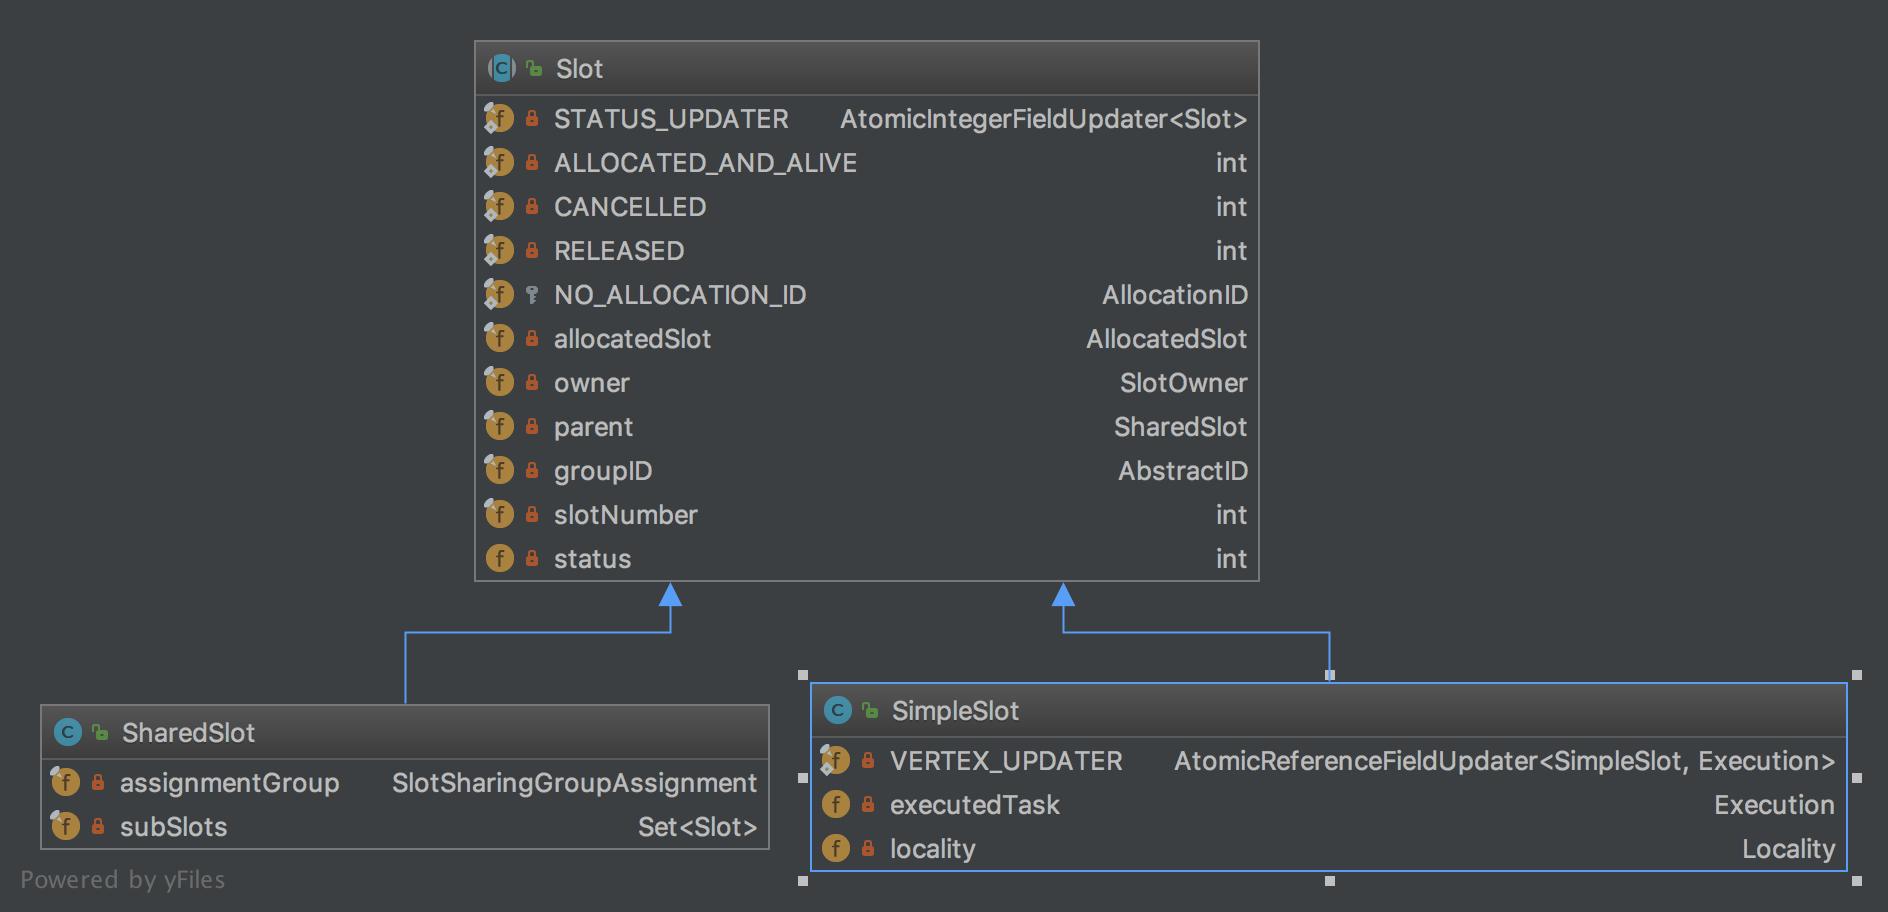 Slot
STATUS_UPDATER AtomicIntegerFieldUpdater<Slot>
ALLOCATED_AND_ALIVE int
CANCELLED int
RELEASED int
NO_ALLOCATION_ID AllocationID
allocatedSlot AllocatedSlot
owner SlotOwner
parent SharedSlot
groupID AbstractID
slotNumber int
status int
SharedSlot
assignmentGroup SlotSharingGroupAssignment
subSlots Set<Slot>
SimpleSlot
VERTEX_UPDATER AtomicReferenceFieldUpdater<SimpleSlot, Execution>
executedTask Execution
locality Locality
Powered by yFiles